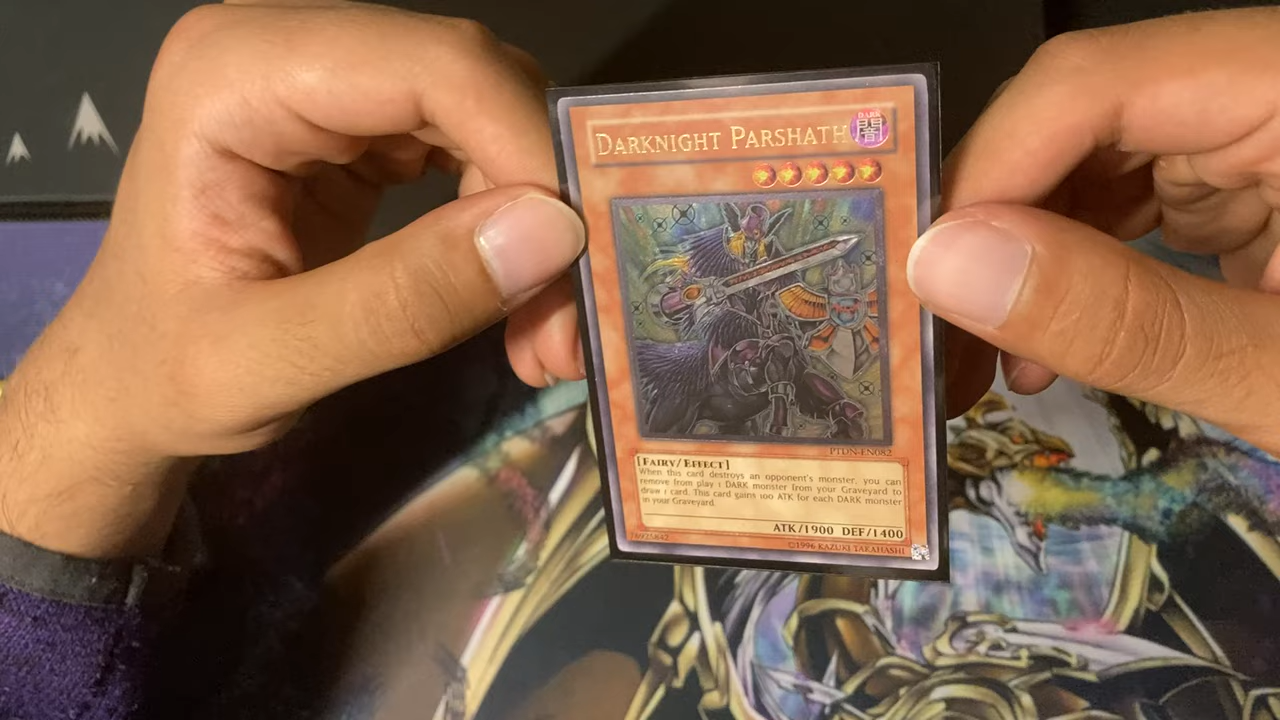 DARKNIGHT PARSHATH
DARK
闇
PTDN-EN082
[FAIRY/EFFECT]
When this card destroys an opponent's monster, you can
remove from play 1 DARK monster from your Graveyard to
draw 1 card. This card gains 100 ATK for each DARK monster
in your Graveyard.
ATK/1900 DEF/1400
76925842
©1996 KAZUKI TAKAHASHI